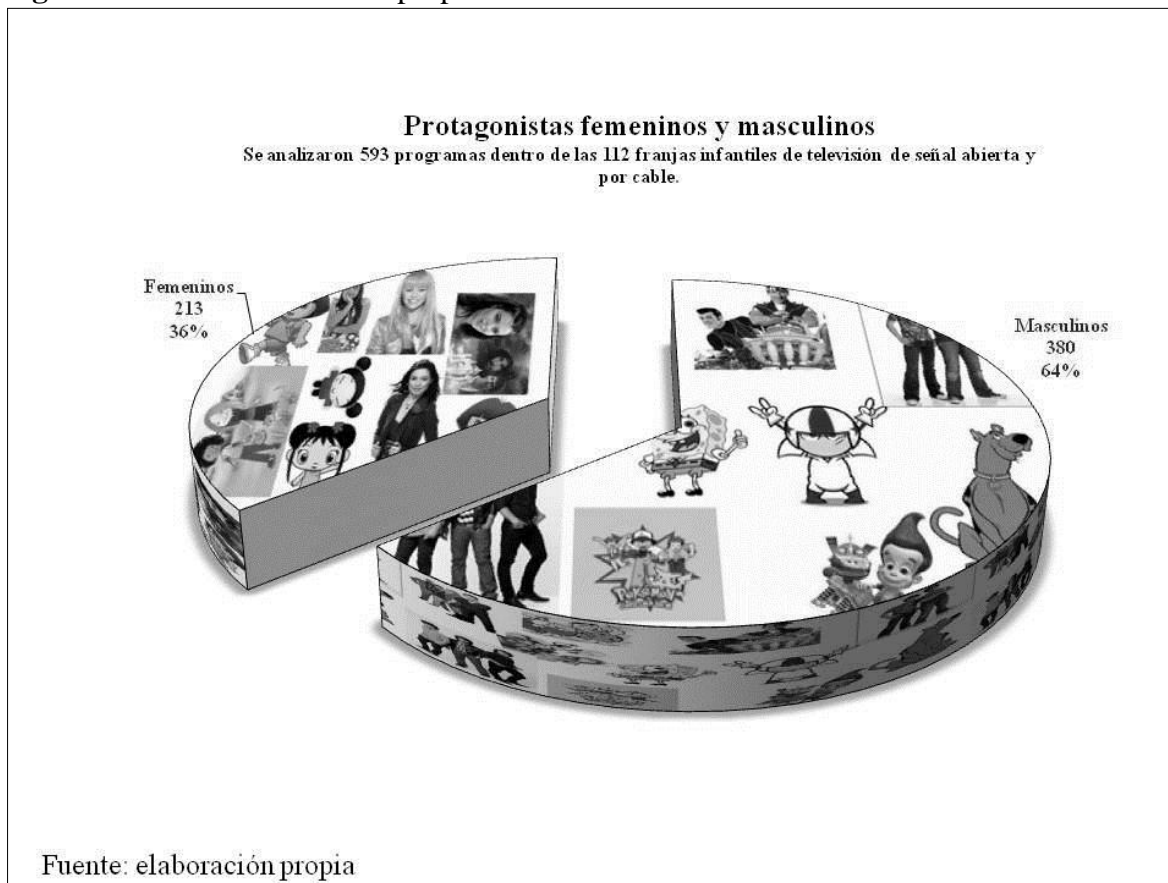 Protagonistas femeninos y masculinos
Se analizaron 593 programas dentro de las 112 franjas infantiles de televisión de señal abierta y
por cable.
Femeninos
213
36%
Masculinos
380
64%
Fuente: elaboración propia